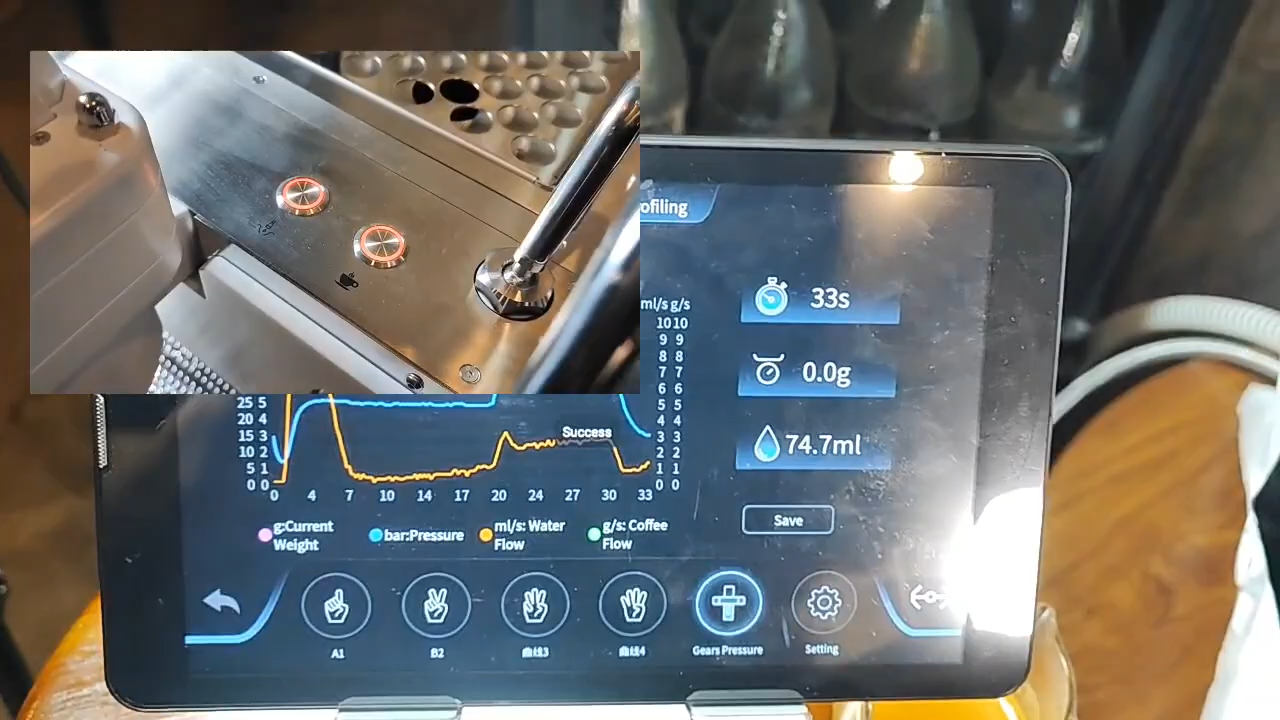 ofiling
ml/s g/s
33s
10 10
9 9
8 8
0.0g
7 7
6 6
25 5 5 5
20 4 4 4
15 3 Success 3 3
74.7ml
10 2 2 2
5 1 1 1
0 0 0 0
0 4 7 10 14 17 20 24 27 30 33
Save
g:Current Weight
bar:Pressure
ml/s: Water Flow
g/s: Coffee Flow
A1
B2
曲线3
曲线4
Gears Pressure
Setting